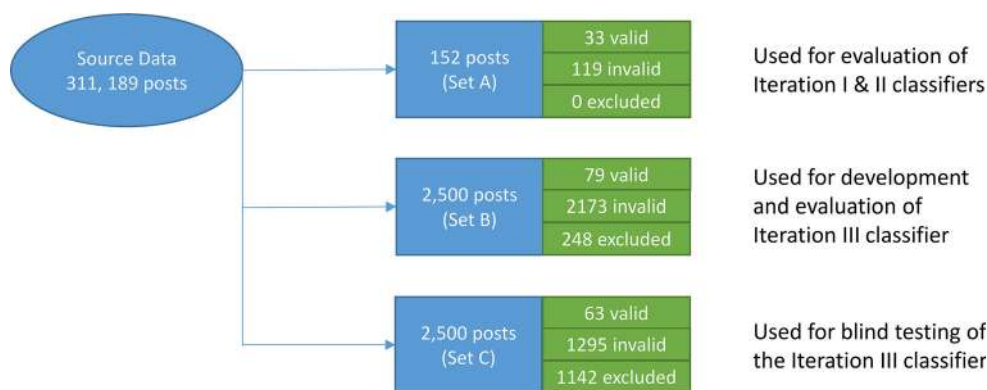 Source Data
311, 189 posts
152 posts
(Set A)
33 valid
119 invalid
0 excluded
Used for evaluation of
Iteration I & II classifiers
2,500 posts
(Set B)
79 valid
2173 invalid
248 excluded
Used for development
and evaluation of
Iteration III classifier
2,500 posts
(Set C)
63 valid
1295 invalid
1142 excluded
Used for blind testing of
the Iteration III classifier